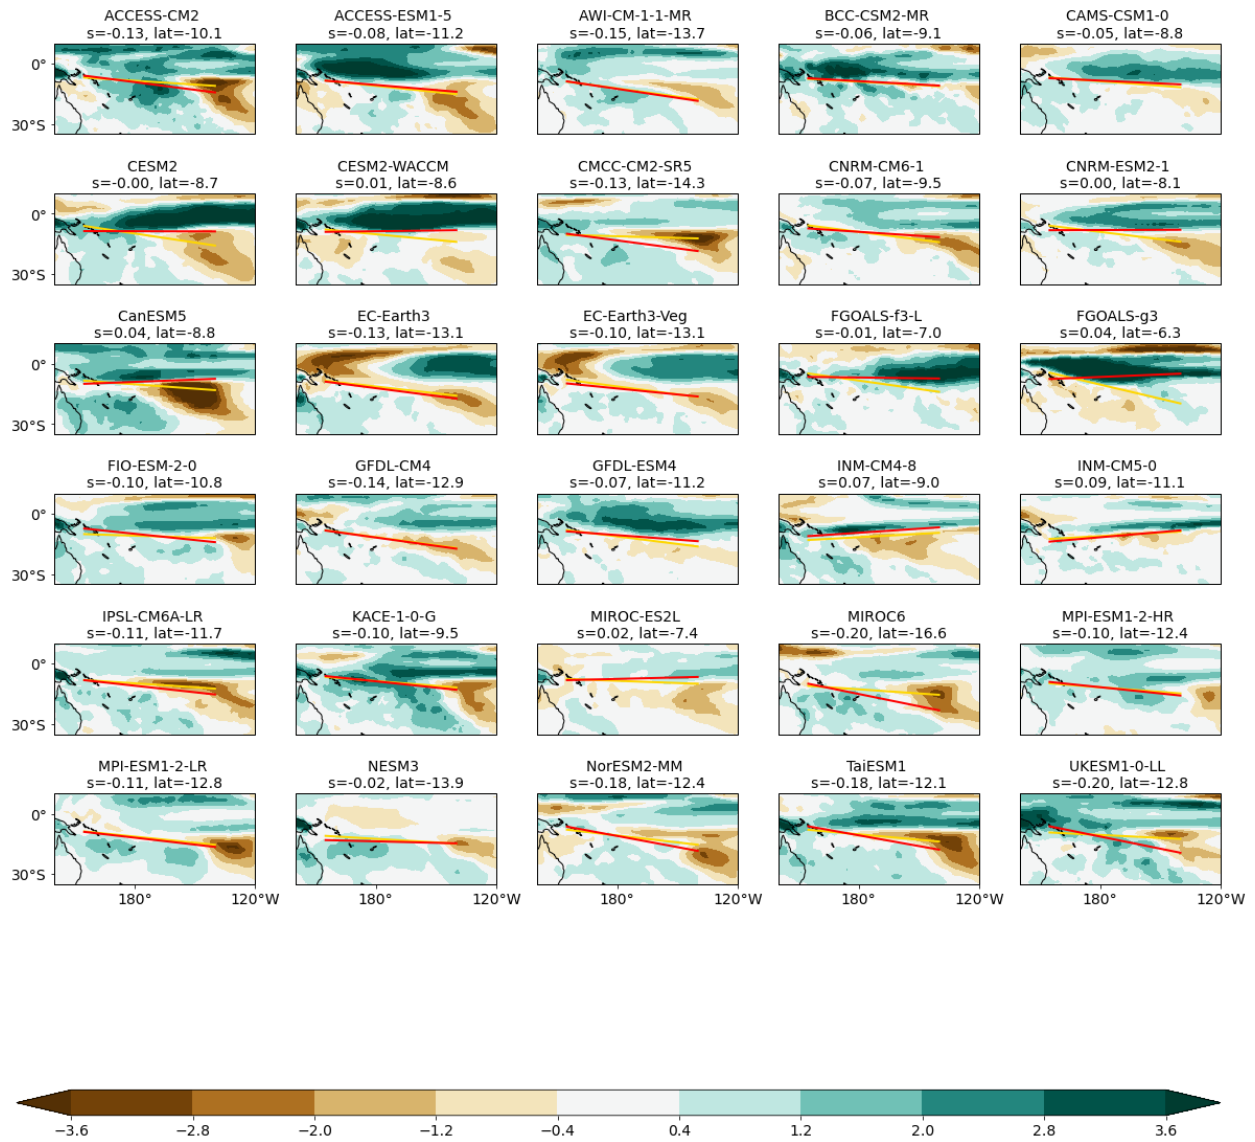 ACCESS-CM2
s=-0.13, lat=-10.1
ACCESS-ESM1-5
s=-0.08, lat=-11.2
AWI-CM-1-1-MR
s=-0.15, lat=-13.7
BCC-CSM2-MR
s=-0.06, lat=-9.1
CAMS-CSM1-0
s=-0.05, lat=-8.8
0°
30°S
CESM2
s=-0.00, lat=-8.7
CESM2-WACCM
s=0.01, lat=-8.6
CMCC-CM2-SR5
s=-0.13, lat=-14.3
CNRM-CM6-1
s=-0.07, lat=-9.5
CNRM-ESM2-1
s=0.00, lat=-8.1
0°
30°S
CanESM5
s=0.04, lat=-8.8
EC-Earth3
s=-0.13, lat=-13.1
EC-Earth3-Veg
s=-0.10, lat=-13.1
FGOALS-f3-L
s=-0.01, lat=-7.0
FGOALS-g3
s=0.04, lat=-6.3
0°
30°S
FIO-ESM-2-0
s=-0.10, lat=-10.8
GFDL-CM4
s=-0.14, lat=-12.9
GFDL-ESM4
s=-0.07, lat=-11.2
INM-CM4-8
s=0.07, lat=-9.0
INM-CM5-0
s=0.09, lat=-11.1
0°
30°S
IPSL-CM6A-LR
s=-0.11, lat=-11.7
KACE-1-0-G
s=-0.10, lat=-9.5
MIROC-ES2L
s=0.02, lat=-7.4
MIROC6
s=-0.20, lat=-16.6
MPI-ESM1-2-HR
s=-0.10, lat=-12.4
0°
30°S
MPI-ESM1-2-LR
s=-0.11, lat=-12.8
NESM3
s=-0.02, lat=-13.9
NorESM2-MM
s=-0.18, lat=-12.4
TaiESM1
s=-0.18, lat=-12.1
UKESM1-0-LL
s=-0.20, lat=-12.8
0°
30°S
180° 120°W 180° 120°W 180° 120°W 180° 120°W 180° 120°W
−3.6 −2.8 −2.0 −1.2 −0.4 0.4 1.2 2.0 2.8 3.6